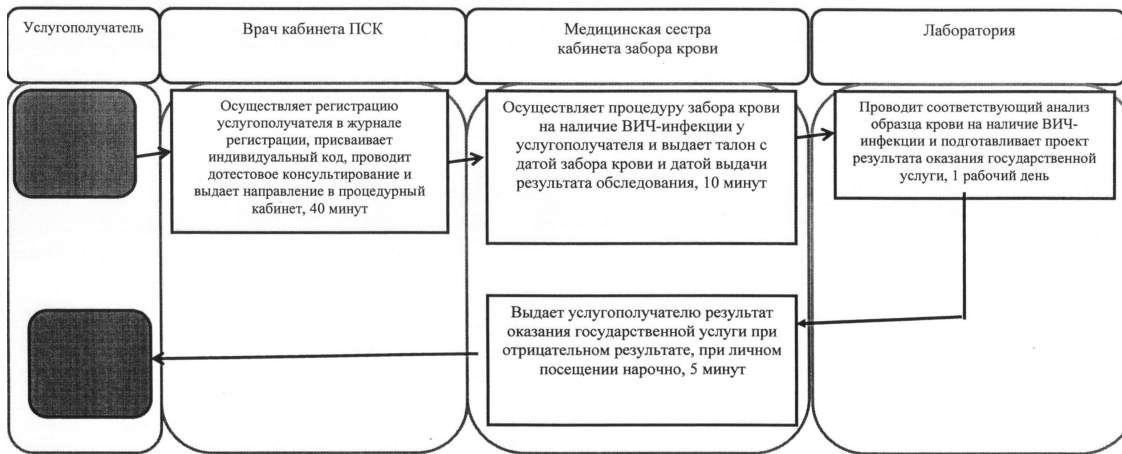 Услугополучатель
Врач кабинета ПСК
Медицинская сестра
кабинета забора крови
Лаборатория
Осуществляет регистрацию
услугополучателя в журнале
регистрации, присваивает
индивидуальный код, проводит
дотестовое консультирование и
выдает направление в процедурный
кабинет, 40 минут
Осуществляет процедуру забора крови
на наличие ВИЧ-инфекции у
услугополучателя и выдает талон с
датой забора крови и датой выдачи
результата обследования, 10 минут
Проводит соответствующий анализ
образца крови на наличие ВИЧ-
инфекции и подготавливает проект
результата оказания государственной
услуги, 1 рабочий день
Выдает услугополучателю результат
оказания государственной услуги при
отрицательном результате, при личном
посещении нарочно, 5 минут